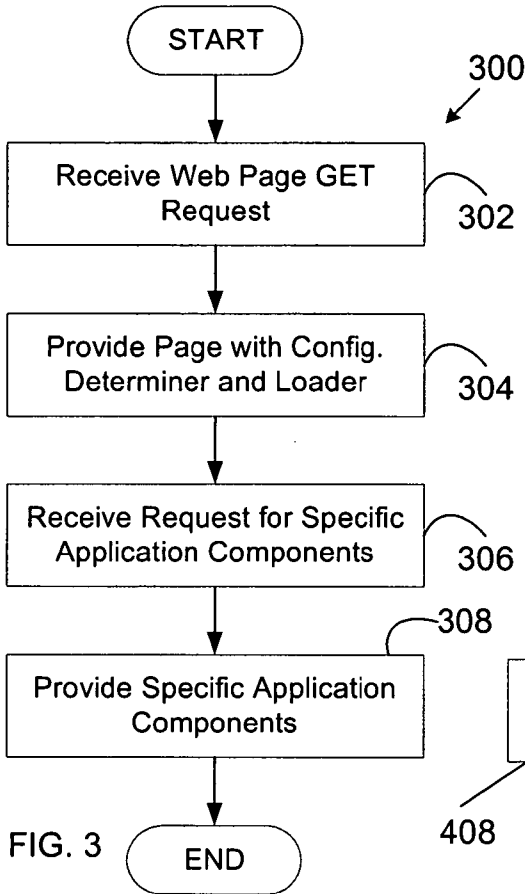 START
300
Receive Web Page GET
Request
302
Provide Page with Config.
Determiner and Loader
304
Receive Request for Specific
Application Components
306
308
Provide Specific Application
Components
408
FIG. 3
END